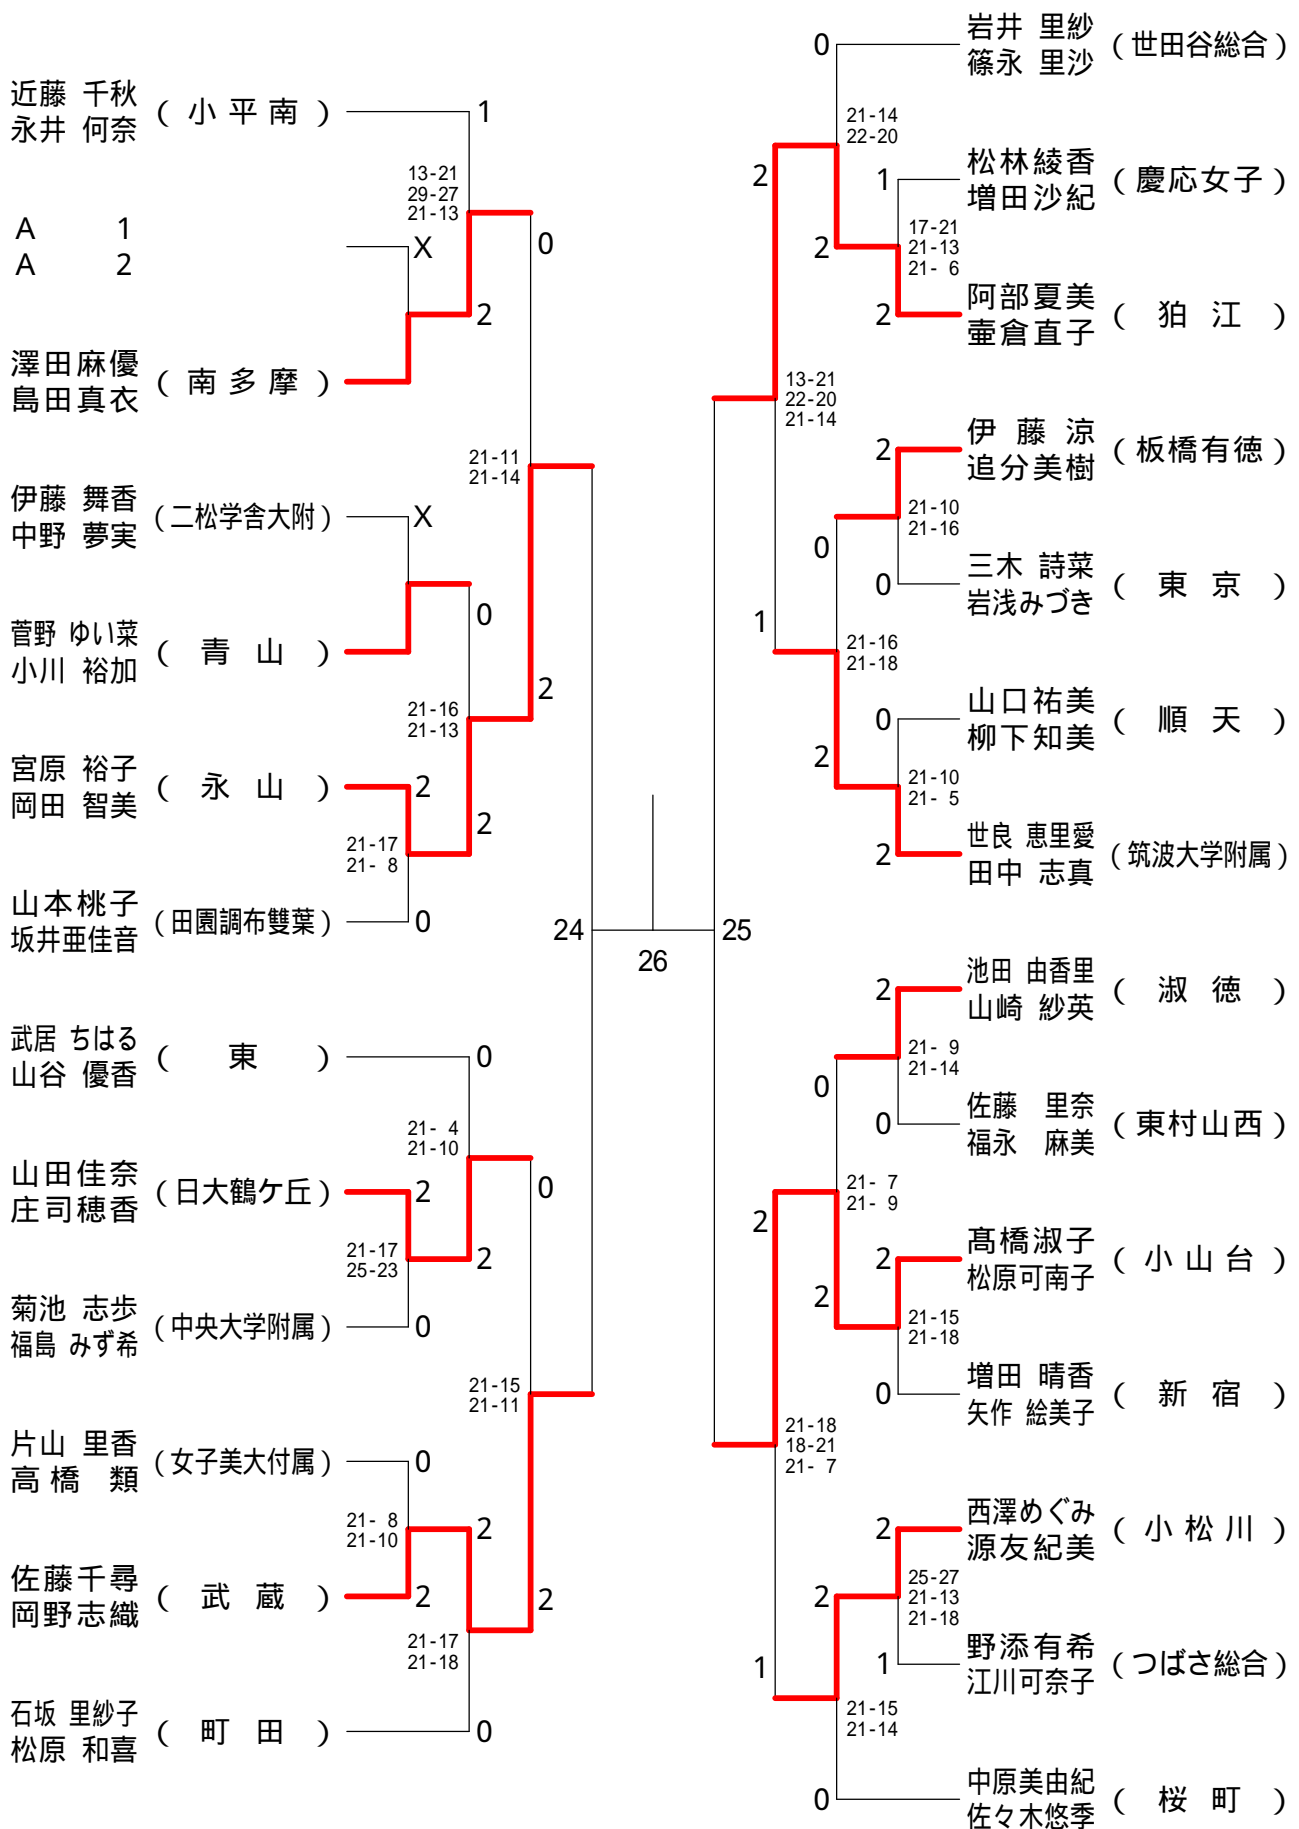 近藤 千秋
永井 何奈
( 小平南 )
1
13-21
29-27
21-13
A 1
A 2
X
0
2
澤田麻優
島田真衣
( 南多摩 )
21-11
21-14
伊藤 舞香
中野 夢実
(二松学舎大附)
X
0
菅野 ゆい菜
小川 裕加
( 青山 )
2
21-16
21-13
宮原 裕子
岡田 智美
( 永山 )
2
2
21-17
21- 8
山本桃子
坂井亜佳音
(田園調布雙葉)
0
24
26
25
武居 ちはる
山谷 優香
( 東 )
0
21- 4
21-10
山田佳奈
庄司穂香
(日大鶴ケ丘)
2
0
21-17
25-23
2
菊池 志歩
福島 みず希
(中央大学附属)
0
21-15
21-11
片山 里香
高橋 類
(女子美大付属)
0
21- 8
21-10
2
佐藤千尋
岡野志織
( 武蔵 )
2
2
21-17
21-18
石坂 里紗子
松原 和喜
( 町田 )
0
0
岩井 里紗
篠永 里沙
(世田谷総合)
21-14
22-20
2
1
松林綾香
増田沙紀
(慶応女子)
17-21
21-13
21- 6
2
2
阿部夏美
壷倉直子
( 狛江 )
13-21
22-20
21-14
2
伊藤涼
追分美樹
(板橋有徳)
21-10
21-16
0
0
三木 詩菜
岩浅みづき
( 東京 )
1
21-16
21-18
0
山口祐美
柳下知美
( 順天 )
2
21-10
21- 5
2
世良 恵里愛
田中 志真
(筑波大学附属)
2
池田 由香里
山崎 紗英
( 淑徳 )
21- 9
21-14
0
0
佐藤 里奈
福永 麻美
(東村山西)
21- 7
21- 9
2
2
髙橋淑子
松原可南子
( 小山台 )
2
21-15
21-18
0
増田 晴香
矢作 絵美子
( 新宿 )
21-18
18-21
21- 7
2
西澤めぐみ
源友紀美
( 小松川 )
25-27
21-13
21-18
2
1
野添有希
江川可奈子
(つばさ総合)
1
21-15
21-14
0
中原美由紀
佐々木悠季
( 桜町 )